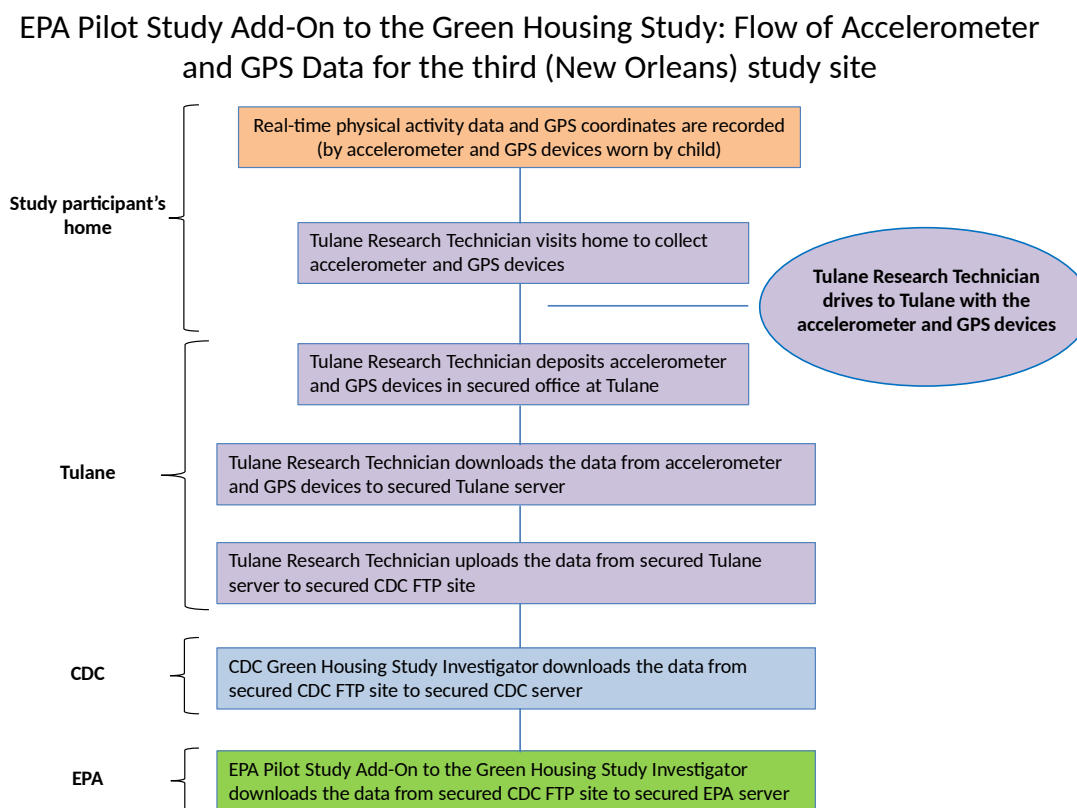 EPA Pilot Study Add-On to the Green Housing Study: Flow of Accelerometer
and GPS Data for the third (New Orleans) study site
Real-time physical activity data and GPS coordinates are recorded
(by accelerometer and GPS devices worn by child)
Study participant’s
home
Tulane Research Technician visits home to collect
accelerometer and GPS devices
Tulane Research Technician
drives to Tulane with the
accelerometer and GPS devices
Tulane Research Technician deposits accelerometer
and GPS devices in secured office at Tulane
Tulane
Tulane Research Technician downloads the data from accelerometer
and GPS devices to secured Tulane server
Tulane Research Technician uploads the data from secured Tulane
server to secured CDC FTP site
CDC
CDC Green Housing Study Investigator downloads the data from
secured CDC FTP site to secured CDC server
EPA
EPA Pilot Study Add-On to the Green Housing Study Investigator
downloads the data from secured CDC FTP site to secured EPA server